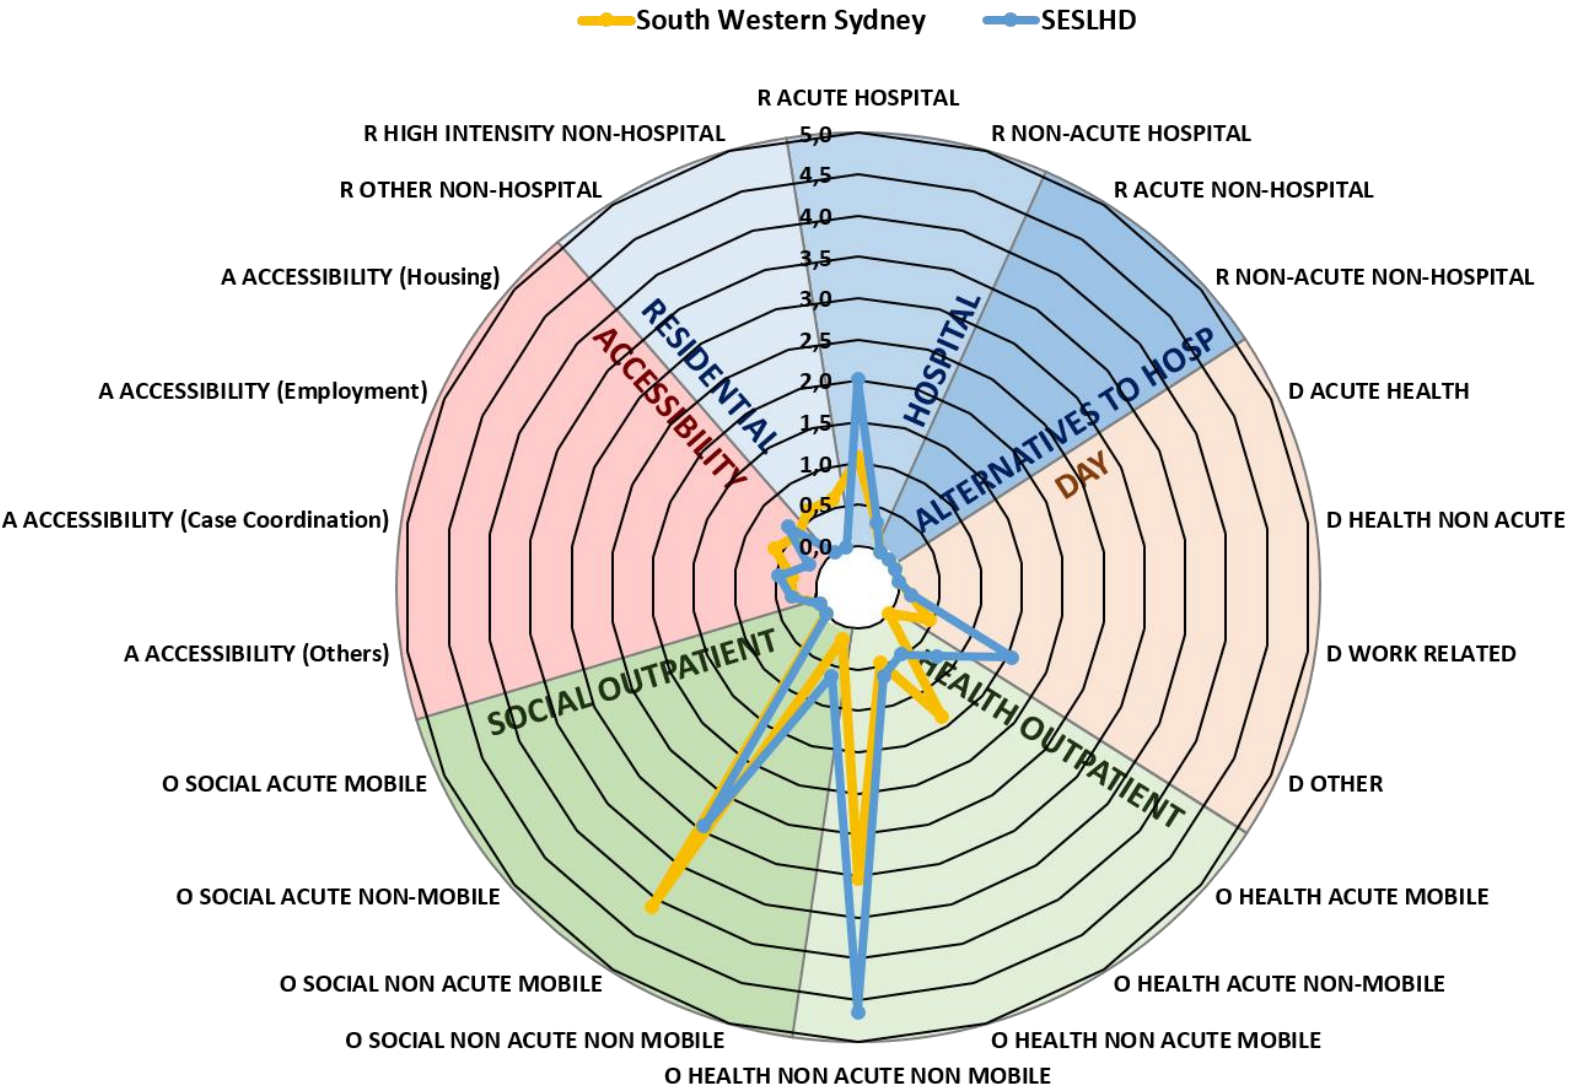 South Western Sydney
SESLHD
R ACUTE HOSPITAL
R HIGH INTENSITY NON-HOSPITAL
R NON-ACUTE HOSPITAL
R OTHER NON-HOSPITAL
R ACUTE NON-HOSPITAL
A ACCESSIBILITY (Housing)
R NON-ACUTE NON-HOSPITAL
A ACCESSIBILITY (Employment)
D ACUTE HEALTH
A ACCESSIBILITY (Case Coordination)
D HEALTH NON ACUTE
A ACCESSIBILITY (Others)
D WORK RELATED
O SOCIAL ACUTE MOBILE
D OTHER
O SOCIAL ACUTE NON-MOBILE
O HEALTH ACUTE MOBILE
O SOCIAL NON ACUTE MOBILE
O HEALTH ACUTE NON-MOBILE
O SOCIAL NON ACUTE NON MOBILE
O HEALTH NON ACUTE MOBILE
O HEALTH NON ACUTE NON MOBILE
5,0
4,5
4,0
3,5
3,0
2,5
2,0
1,5
1,0
0,5
0,0
RESIDENTIAL
HOSPITAL
ALTERNATIVES TO HOSP
DAY
ACCESSIBILITY
SOCIAL OUTPATIENT
HEALTH OUTPATIENT